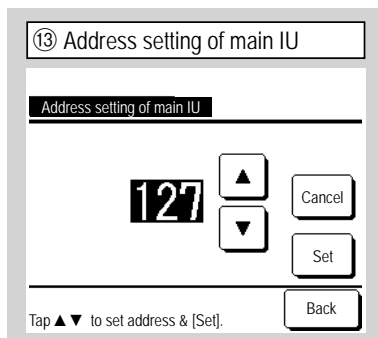 ⑬ Address setting of main IU
Address setting of main IU
▲
127
Cancel
▼
Set
Back
Tap ▲▼ to set address & [Set].